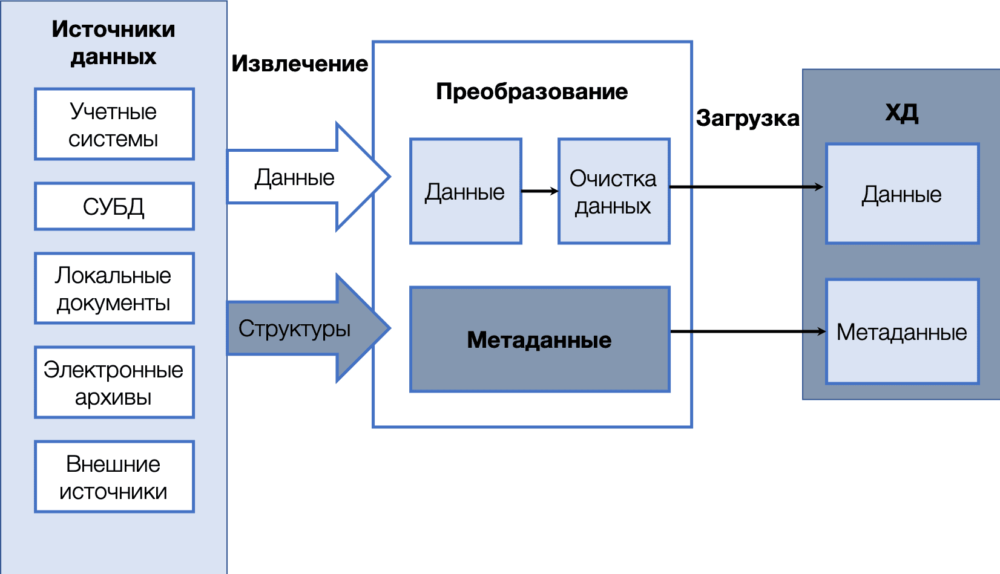 Источники
данных
Учетные
системы
СУБД
Локальные
документы
Электронные
архивы
Внешние
источники
Извлечение
Данные
Структуры
Преобразование
Данные
Очистка
данных
Метаданные
Загрузка
ХД
Данные
Метаданные